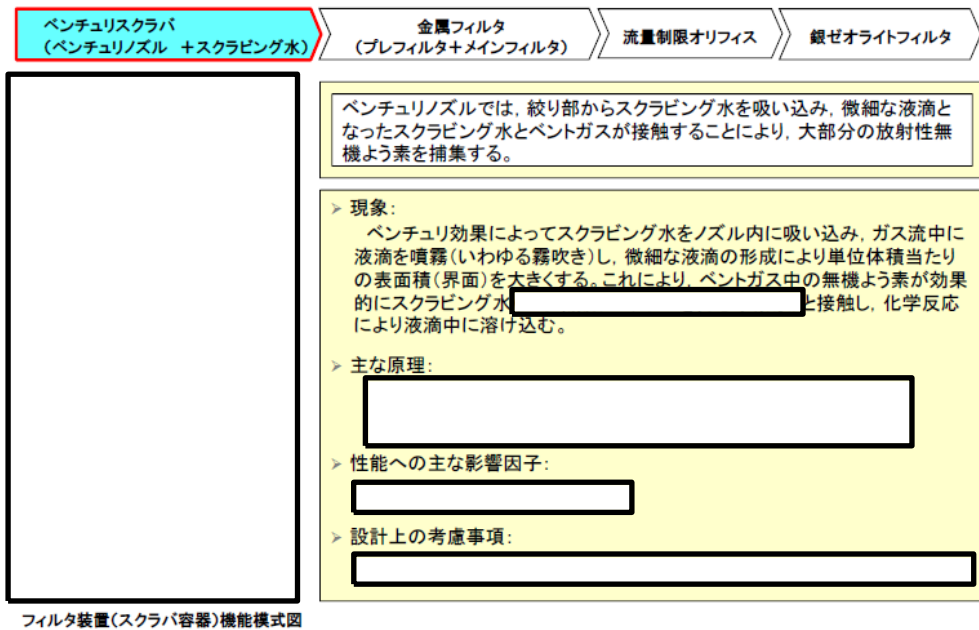 ベンチュリスクラバ
(ベンチュリノズル +スクラビング水)
金属フィルタ
(プレフィルタ+メインフィルタ)
流量制限オリフィス
銀ゼオライトフィルタ
ベンチュリノズルでは, 絞り部からスクラビング水を吸い込み, 微細な液滴と
なったスクラビング水とベントガスが接触することにより, 大部分の放射性無
機よう素を捕集する。
➢ 現象:
ベンチュリ効果によってスクラビング水をノズル内に吸い込み, ガス流中に
液滴を噴霧(いわゆる霧吹き)し, 微細な液滴の形成により単位体積当たり
の表面積(界面)を大きくする。これにより, ベントガス中の無機よう素が効果
的にスクラビング水 と接触し, 化学反応
により液滴中に溶け込む。
➢ 主な原理:
➢ 性能への主な影響因子:
➢ 設計上の考慮事項:
フィルタ装置(スクラバ容器)機能模式図